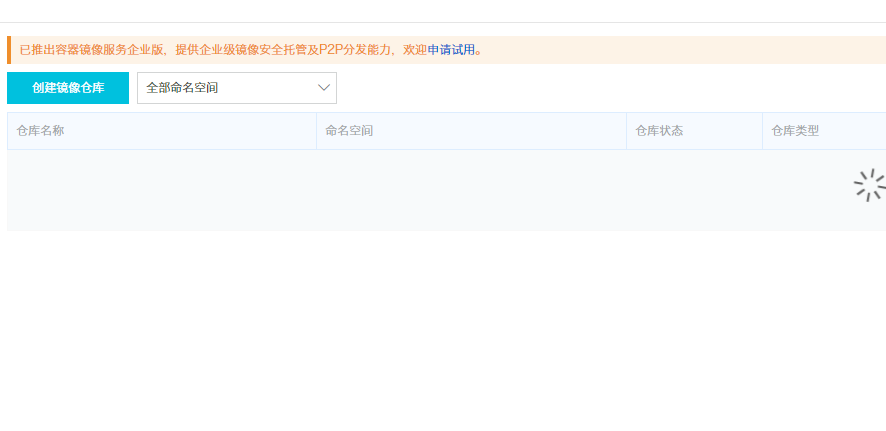 已推出容器镜像服务企业版，提供企业级镜像安全托管及P2P分发能力，欢迎申请试用。
创建镜像仓库 全部命名空间
仓库名称 命名空间 仓库状态 仓库类型